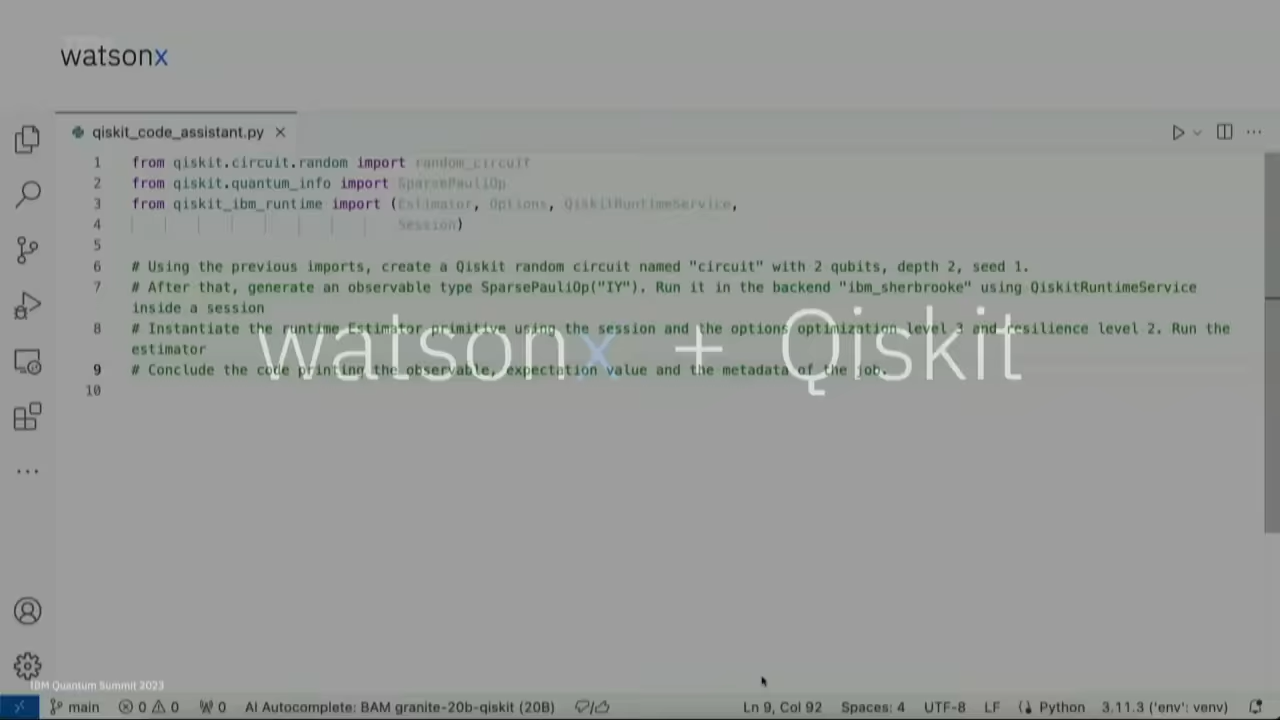 watsonx
qiskit_code_assistant.py
1 from qiskit.circuit.random import random_circuit
2 from qiskit.quantum_info import SparsePauliOp
3 from qiskit_ibm_runtime import (Estimator, Options, QiskitRuntimeService,
4 Session)
5
6 # Using the previous imports, create a Qiskit random circuit named "circuit" with 2 qubits, depth 2, seed 1.
7 # After that, generate an observable type SparsePauliOp("IY"). Run it in the backend "ibm_sherbrooke" using QiskitRuntimeService
inside a session
8 # Instantiate the runtime Estimator primitive using the session and the options optimization level 3 and resilience level 2. Run the
estimator
9 # Conclude the code printing the observable, expectation value and the metadata of the job.
10
watsonx + Qiskit
IBM Quantum Summit 2023
main 0 0 0 AI Autocomplete: BAM granite-20b-qiskit (20B) Ln 9, Col 92 Spaces: 4 UTF-8 LF Python 3.11.3 ('env': venv)